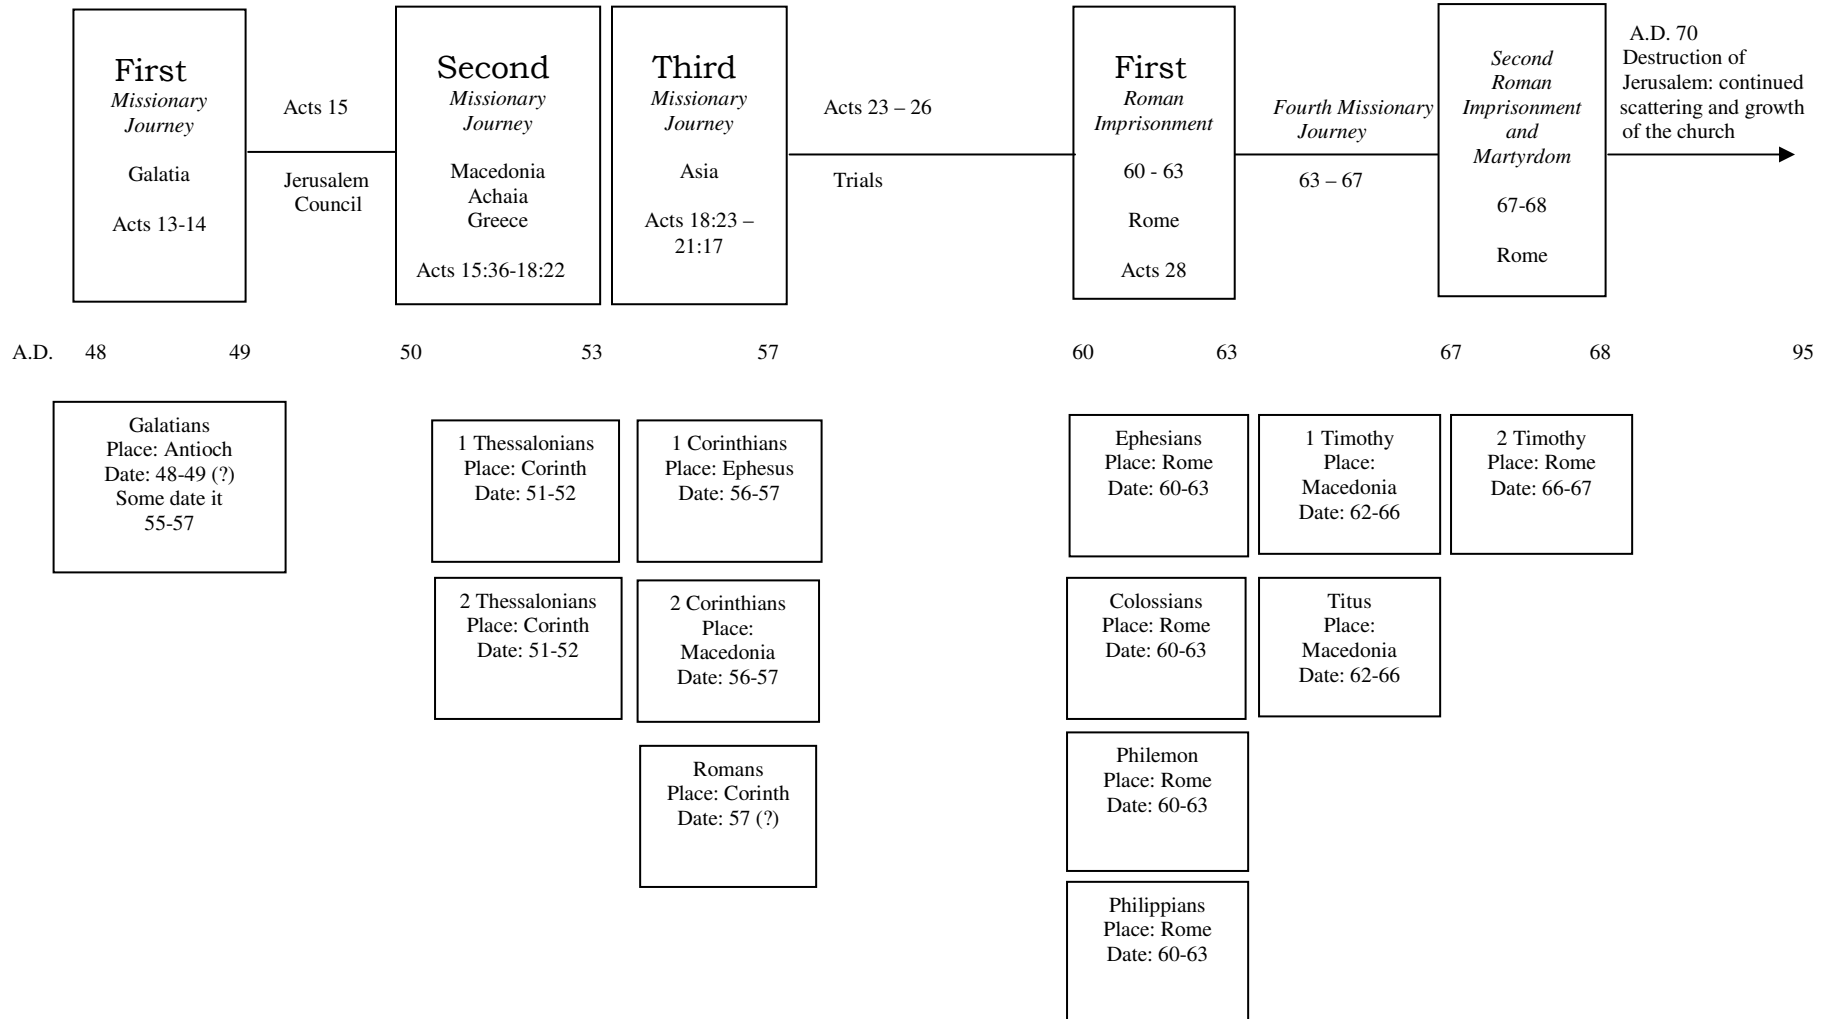 First
Missionary
Journey
Galatia
Acts 13-14
Acts 15
Jerusalem
Council
Second
Missionary
Journey
Macedonia
Achaia
Greece
Acts 15:36-18:22
Third
Missionary
Journey
Asia
Acts 18:23 –
21:17
Acts 23 – 26
Trials
First
Roman
Imprisonment
60 - 63
Rome
Acts 28
Fourth Missionary
Journey
63 – 67
Second
Roman
Imprisonment
and
Martyrdom
67-68
Rome
A.D. 70
Destruction of
Jerusalem: continued
scattering and growth
of the church
A.D. 48 49 50 53 57 60 63 67 68 95
Galatians
Place: Antioch
Date: 48-49 (?)
Some date it
55-57
1 Thessalonians
Place: Corinth
Date: 51-52
2 Thessalonians
Place: Corinth
Date: 51-52
1 Corinthians
Place: Ephesus
Date: 56-57
2 Corinthians
Place:
Macedonia
Date: 56-57
Romans
Place: Corinth
Date: 57 (?)
Ephesians
Place: Rome
Date: 60-63
Colossians
Place: Rome
Date: 60-63
Philemon
Place: Rome
Date: 60-63
Philippians
Place: Rome
Date: 60-63
1 Timothy
Place:
Macedonia
Date: 62-66
Titus
Place:
Macedonia
Date: 62-66
2 Timothy
Place: Rome
Date: 66-67